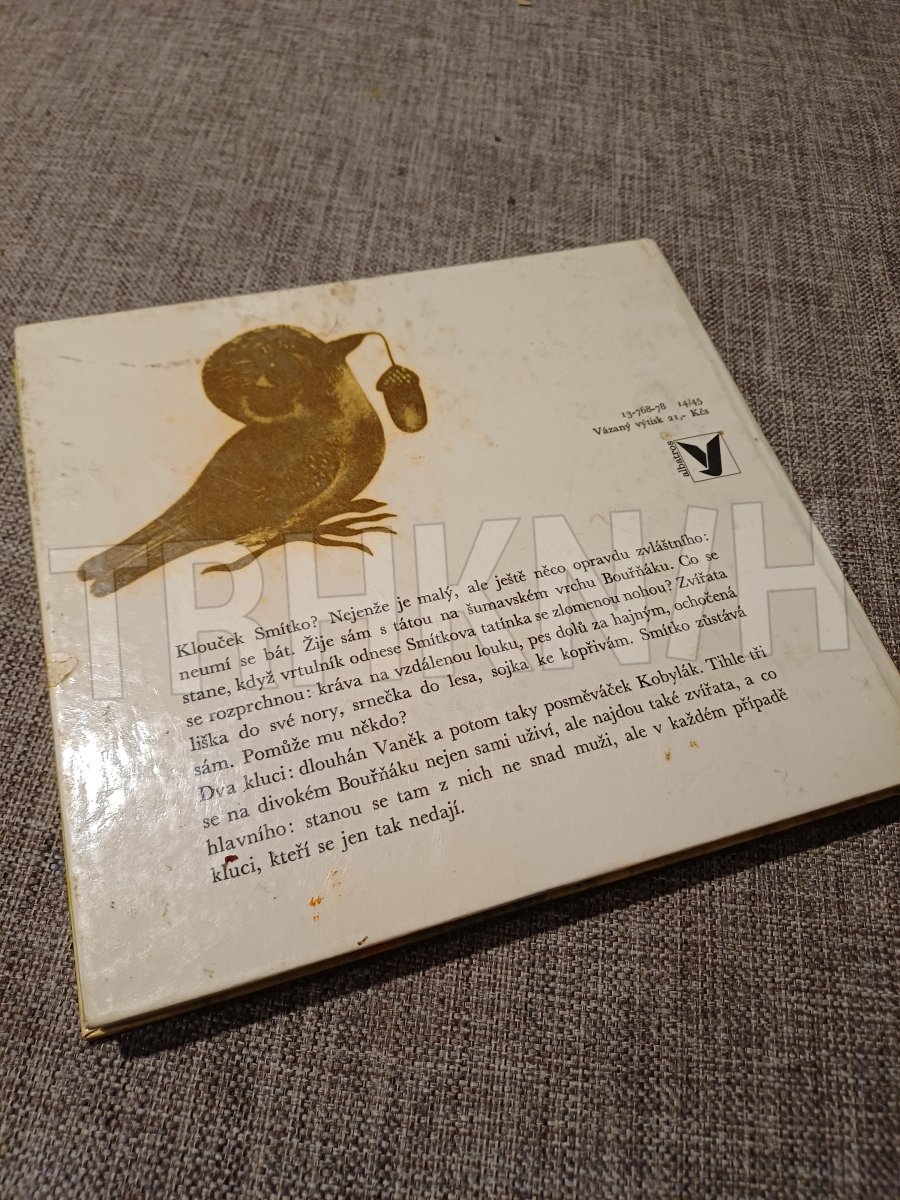 13-768-78 14/45
Vázaný výtisk 21,- Kčs
albatros
TRHKNIH
Klouček Smítko? Nejenže je malý, ale ještě něco opravdu zvláštního:
neumí se bát. Žije sám s tátou na šumavském vrchu Bouřňáku. Co se
stane, když vrtulník odnese Smítkova tatínka se zlomenou nohou? Zvířata
se rozprchnou: kráva na vzdálenou louku, pes dolů za hajným, ochočená
liška do své nory, srnečka do lesa, sojka ke kopřivám. Smítko zůstává
sám. Pomůže mu někdo?
Dva kluci: dlouhán Vaněk a potom taky posměváček Kobylák. Tihle tři
se na divokém Bouřňáku nejen sami uživí, ale najdou také zvířata, a co
hlavního: stanou se tam z nich ne snad muži, ale v každém případě
kluci, kteří se jen tak nedají.